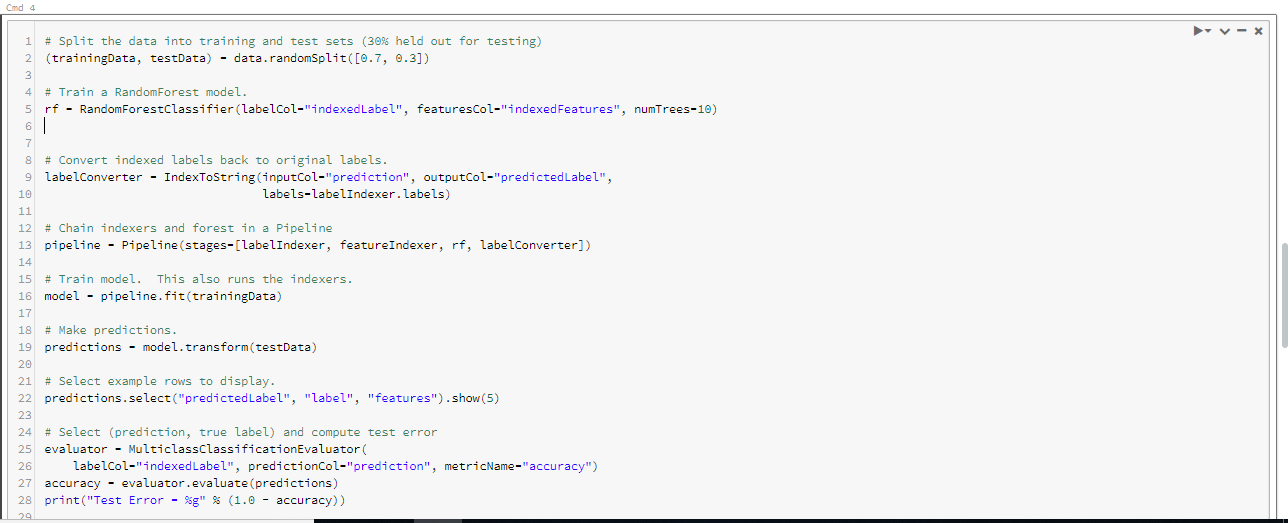 Cmd 4
1 # Split the data into training and test sets (30% held out for testing)
2 (trainingData, testData) = data.randomSplit([0.7, 0.3])
3
4 # Train a RandomForest model.
5 rf = RandomForestClassifier(labelCol="indexedLabel", featuresCol="indexedFeatures", numTrees=10)
6
7
8 # Convert indexed labels back to original labels.
9 labelConverter = IndexToString(inputCol="prediction", outputCol="predictedLabel",
10 labels=labelIndexer.labels)
11
12 # Chain indexers and forest in a Pipeline
13 pipeline = Pipeline(stages=[labelIndexer, featureIndexer, rf, labelConverter])
14
15 # Train model.  This also runs the indexers.
16 model = pipeline.fit(trainingData)
17
18 # Make predictions.
19 predictions = model.transform(testData)
20
21 # Select example rows to display.
22 predictions.select("predictedLabel", "label", "features").show(5)
23
24 # Select (prediction, true label) and compute test error
25 evaluator = MulticlassClassificationEvaluator(
26 labelCol="indexedLabel", predictionCol="prediction", metricName="accuracy")
27 accuracy = evaluator.evaluate(predictions)
28 print("Test Error = %g" % (1.0 - accuracy))
29